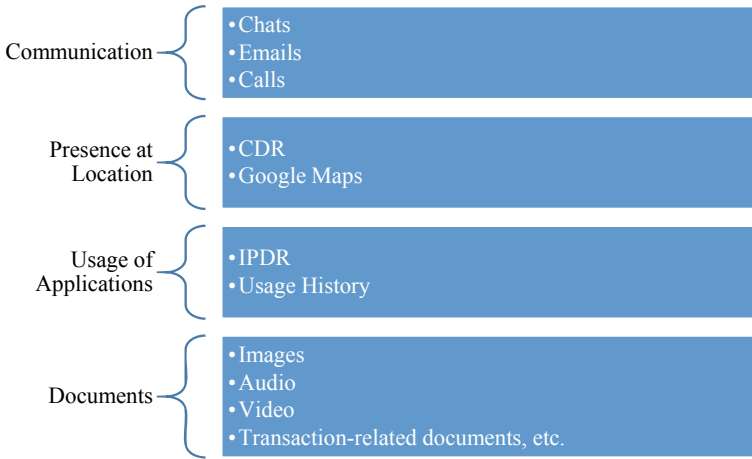 Communication
•Chats
•Emails
•Calls
Presence at
Location
•CDR
•Google Maps
Usage of
Applications
•IPDR
•Usage History
Documents
•Images
•Audio
•Video
•Transaction-related documents, etc.